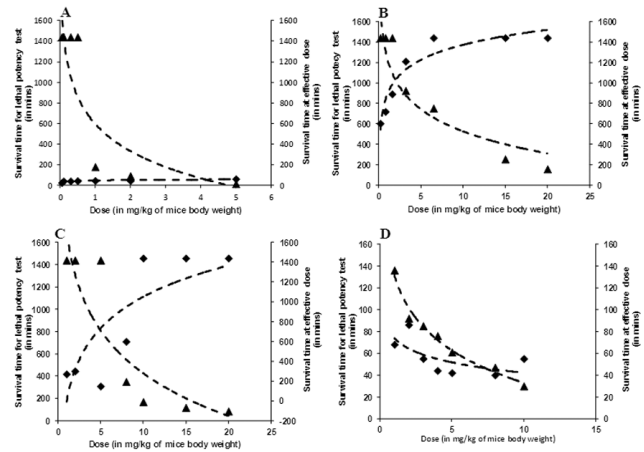 A
Survival time for lethal potency test
(in mins)
1600
1400
1200
1000
800
600
400
200
0
0 1 2 3 4 5 6
Dose (in mg/kg of mice body weight)
1600
1400
1200
1000
800
600
400
200
0
Survival time at effective dose
(in mins)
B
Survival time for lethal potency test
(in mins)
1600
1400
1200
1000
800
600
400
200
0
0 5 10 15 20 25
Dose (in mg/kg of mice body weight)
1600
1400
1200
1000
800
600
400
200
0
Survival time at effective dose
(in mins)
C
Survival time for lethal potency test
(in mins)
1600
1400
1200
1000
800
600
400
200
0
0 5 10 15 20 25
Dose (in mg/kg of mice body weight)
1600
1400
1200
1000
800
600
400
200
0
-200
Survival time at effective dose
(in mins)
D
Survival time for lethal potency test
(in mins)
160
140
120
100
80
60
40
20
0
0 5 10 15
Dose (in mg/kg of mice body weight)
160
140
120
100
80
60
40
20
0
Survival time at effective dose
(in mins)